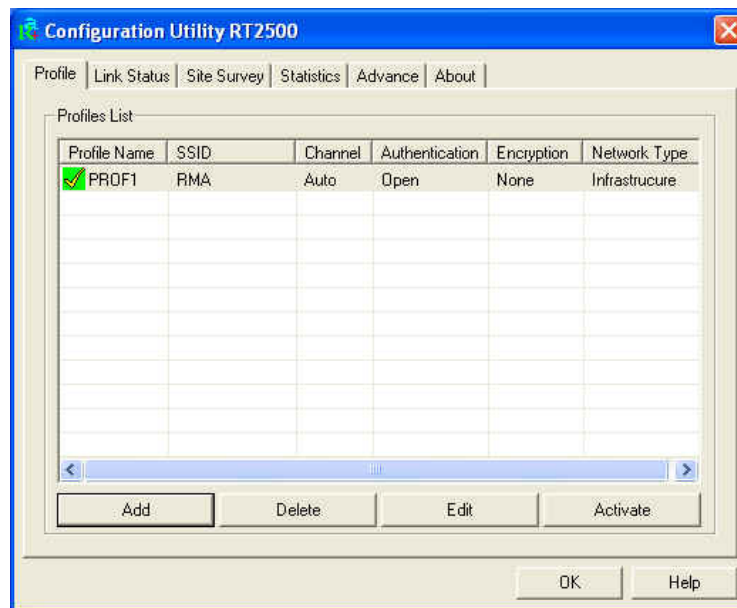 Configuration Utility RT2500
Profile Link Status Site Survey Statistics Advance About
Profiles List
Profile Name SSID Channel Authentication Encryption Network Type
PROF1 RMA Auto Open None Infrastrucure
Add Delete Edit Activate
OK Help